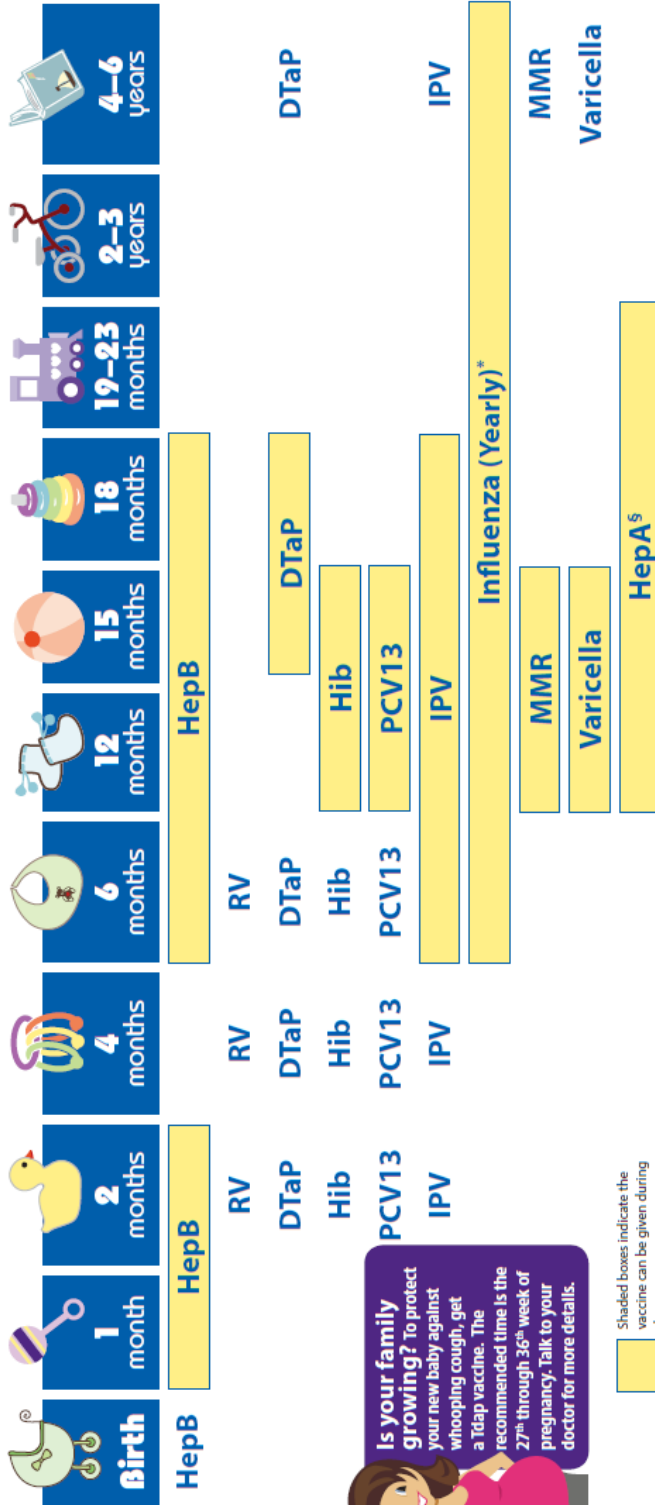 Birth
1
month
2
months
4
months
6
months
12
months
15
months
18
months
19–23
months
2–3
years
4–6
years
HepB
HepB
HepB
RV
RV
RV
DTaP
DTaP
DTaP
DTaP
DTaP
Hib
Hib
Hib
Hib
PCV13
PCV13
PCV13
PCV13
IPV
IPV
IPV
IPV
Influenza (Yearly)*
MMR
MMR
Varicella
Varicella
HepA§
Is your family
growing? To protect
your new baby against
whooping cough, get
a Tdap vaccine. The
recommended time is the
27th through 36th week of
pregnancy. Talk to your
doctor for more details.
Shaded boxes indicate the
vaccine can be given during